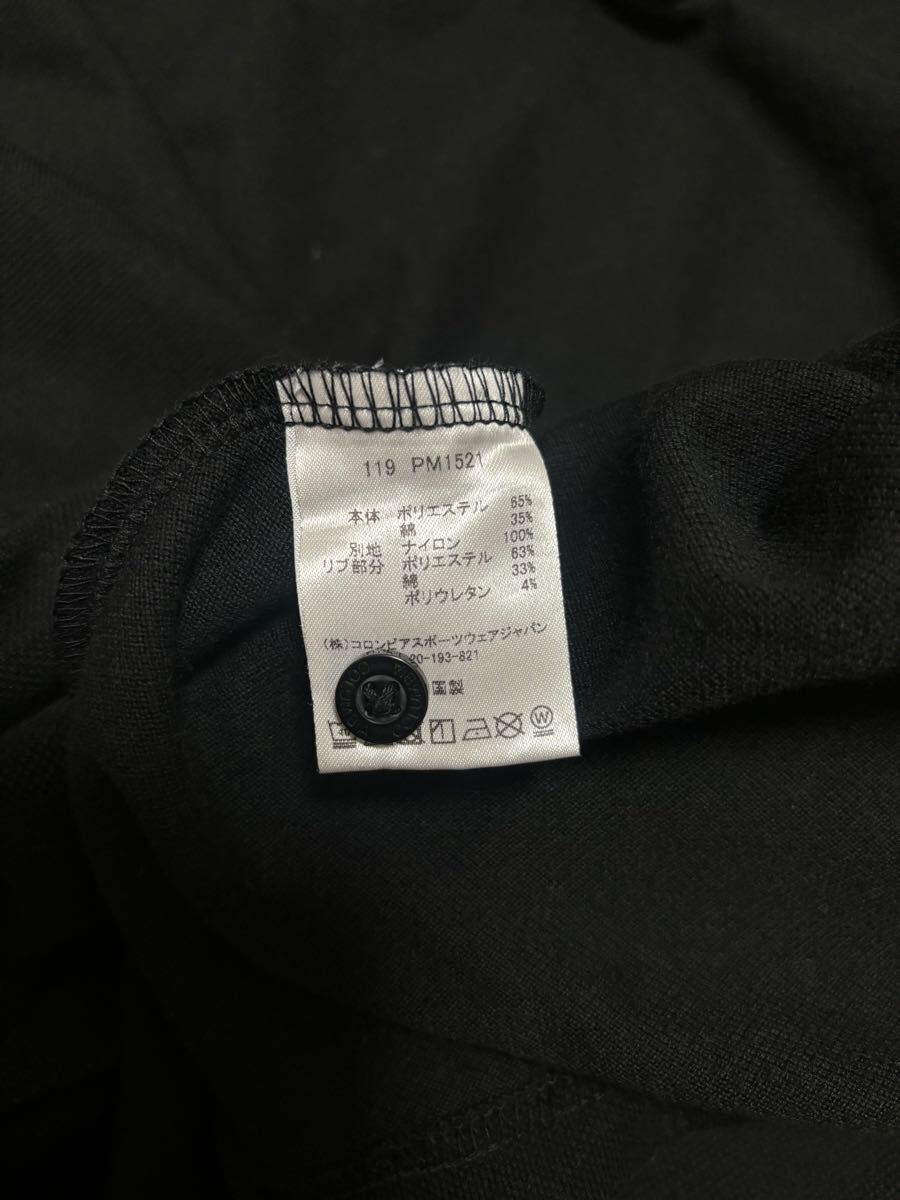 119 PM1521
本体 ポリエステル 65%
綿 35%
別地 ナイロン 100%
リブ部分 ポリエステル 63%
綿 33%
ポリウレタン 4%
(株)コロンビアスポーツウェアジャパン
20-193-821
国製
W